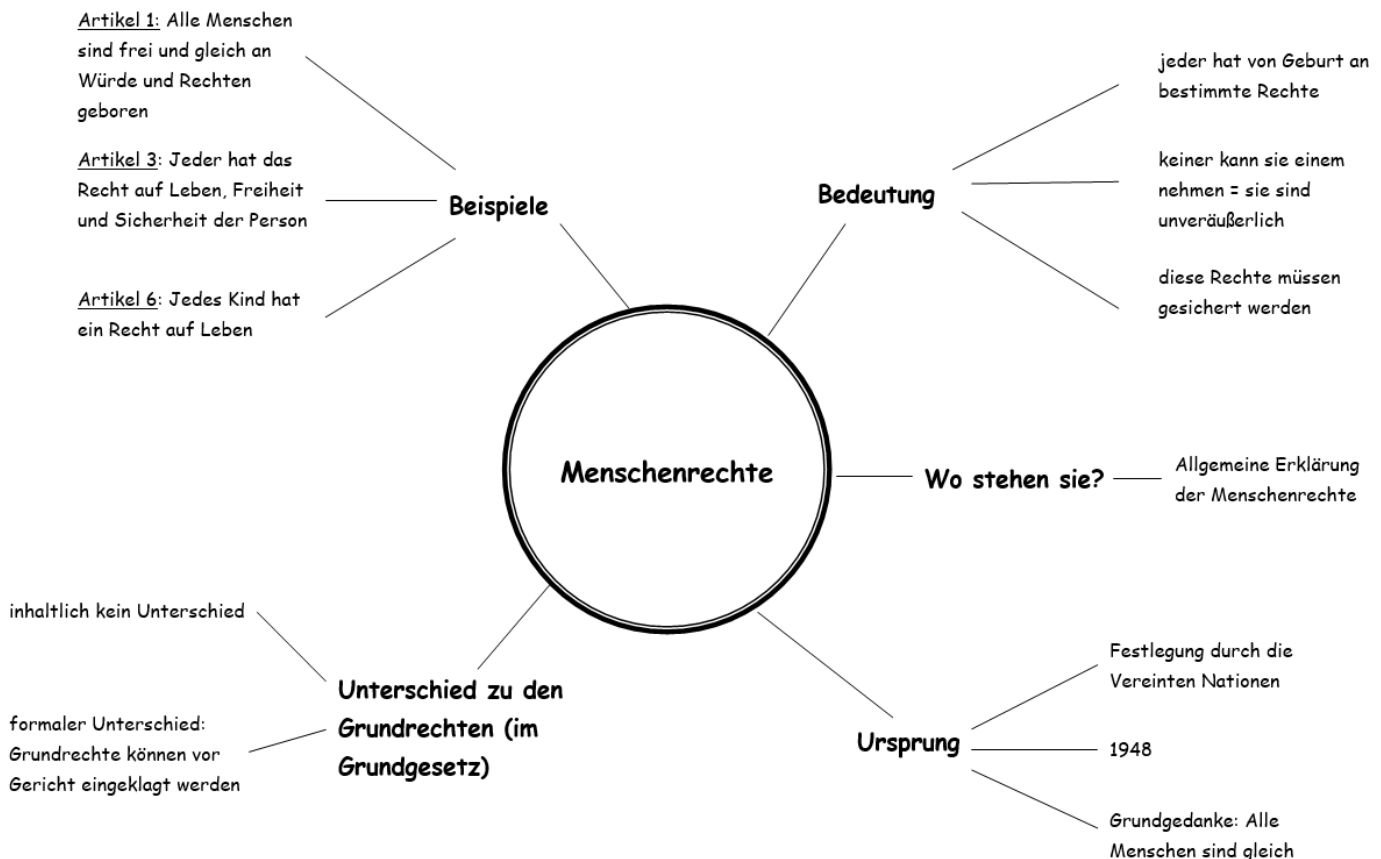 Artikel 1: Alle Menschen
sind frei und gleich an
Würde und Rechten
geboren
Artikel 3: Jeder hat das
Recht auf Leben, Freiheit
und Sicherheit der Person
Artikel 6: Jedes Kind hat
ein Recht auf Leben
Beispiele
Bedeutung
jeder hat von Geburt an
bestimmte Rechte
keiner kann sie einem
nehmen = sie sind
unveräußerlich
diese Rechte müssen
gesichert werden
Menschenrechte
Wo stehen sie?
Allgemeine Erklärung
der Menschenrechte
inhaltlich kein Unterschied
formaler Unterschied:
Grundrechte können vor
Gericht eingeklagt werden
Unterschied zu den
Grundrechten (im
Grundgesetz)
Ursprung
Festlegung durch die
Vereinten Nationen
1948
Grundgedanke: Alle
Menschen sind gleich